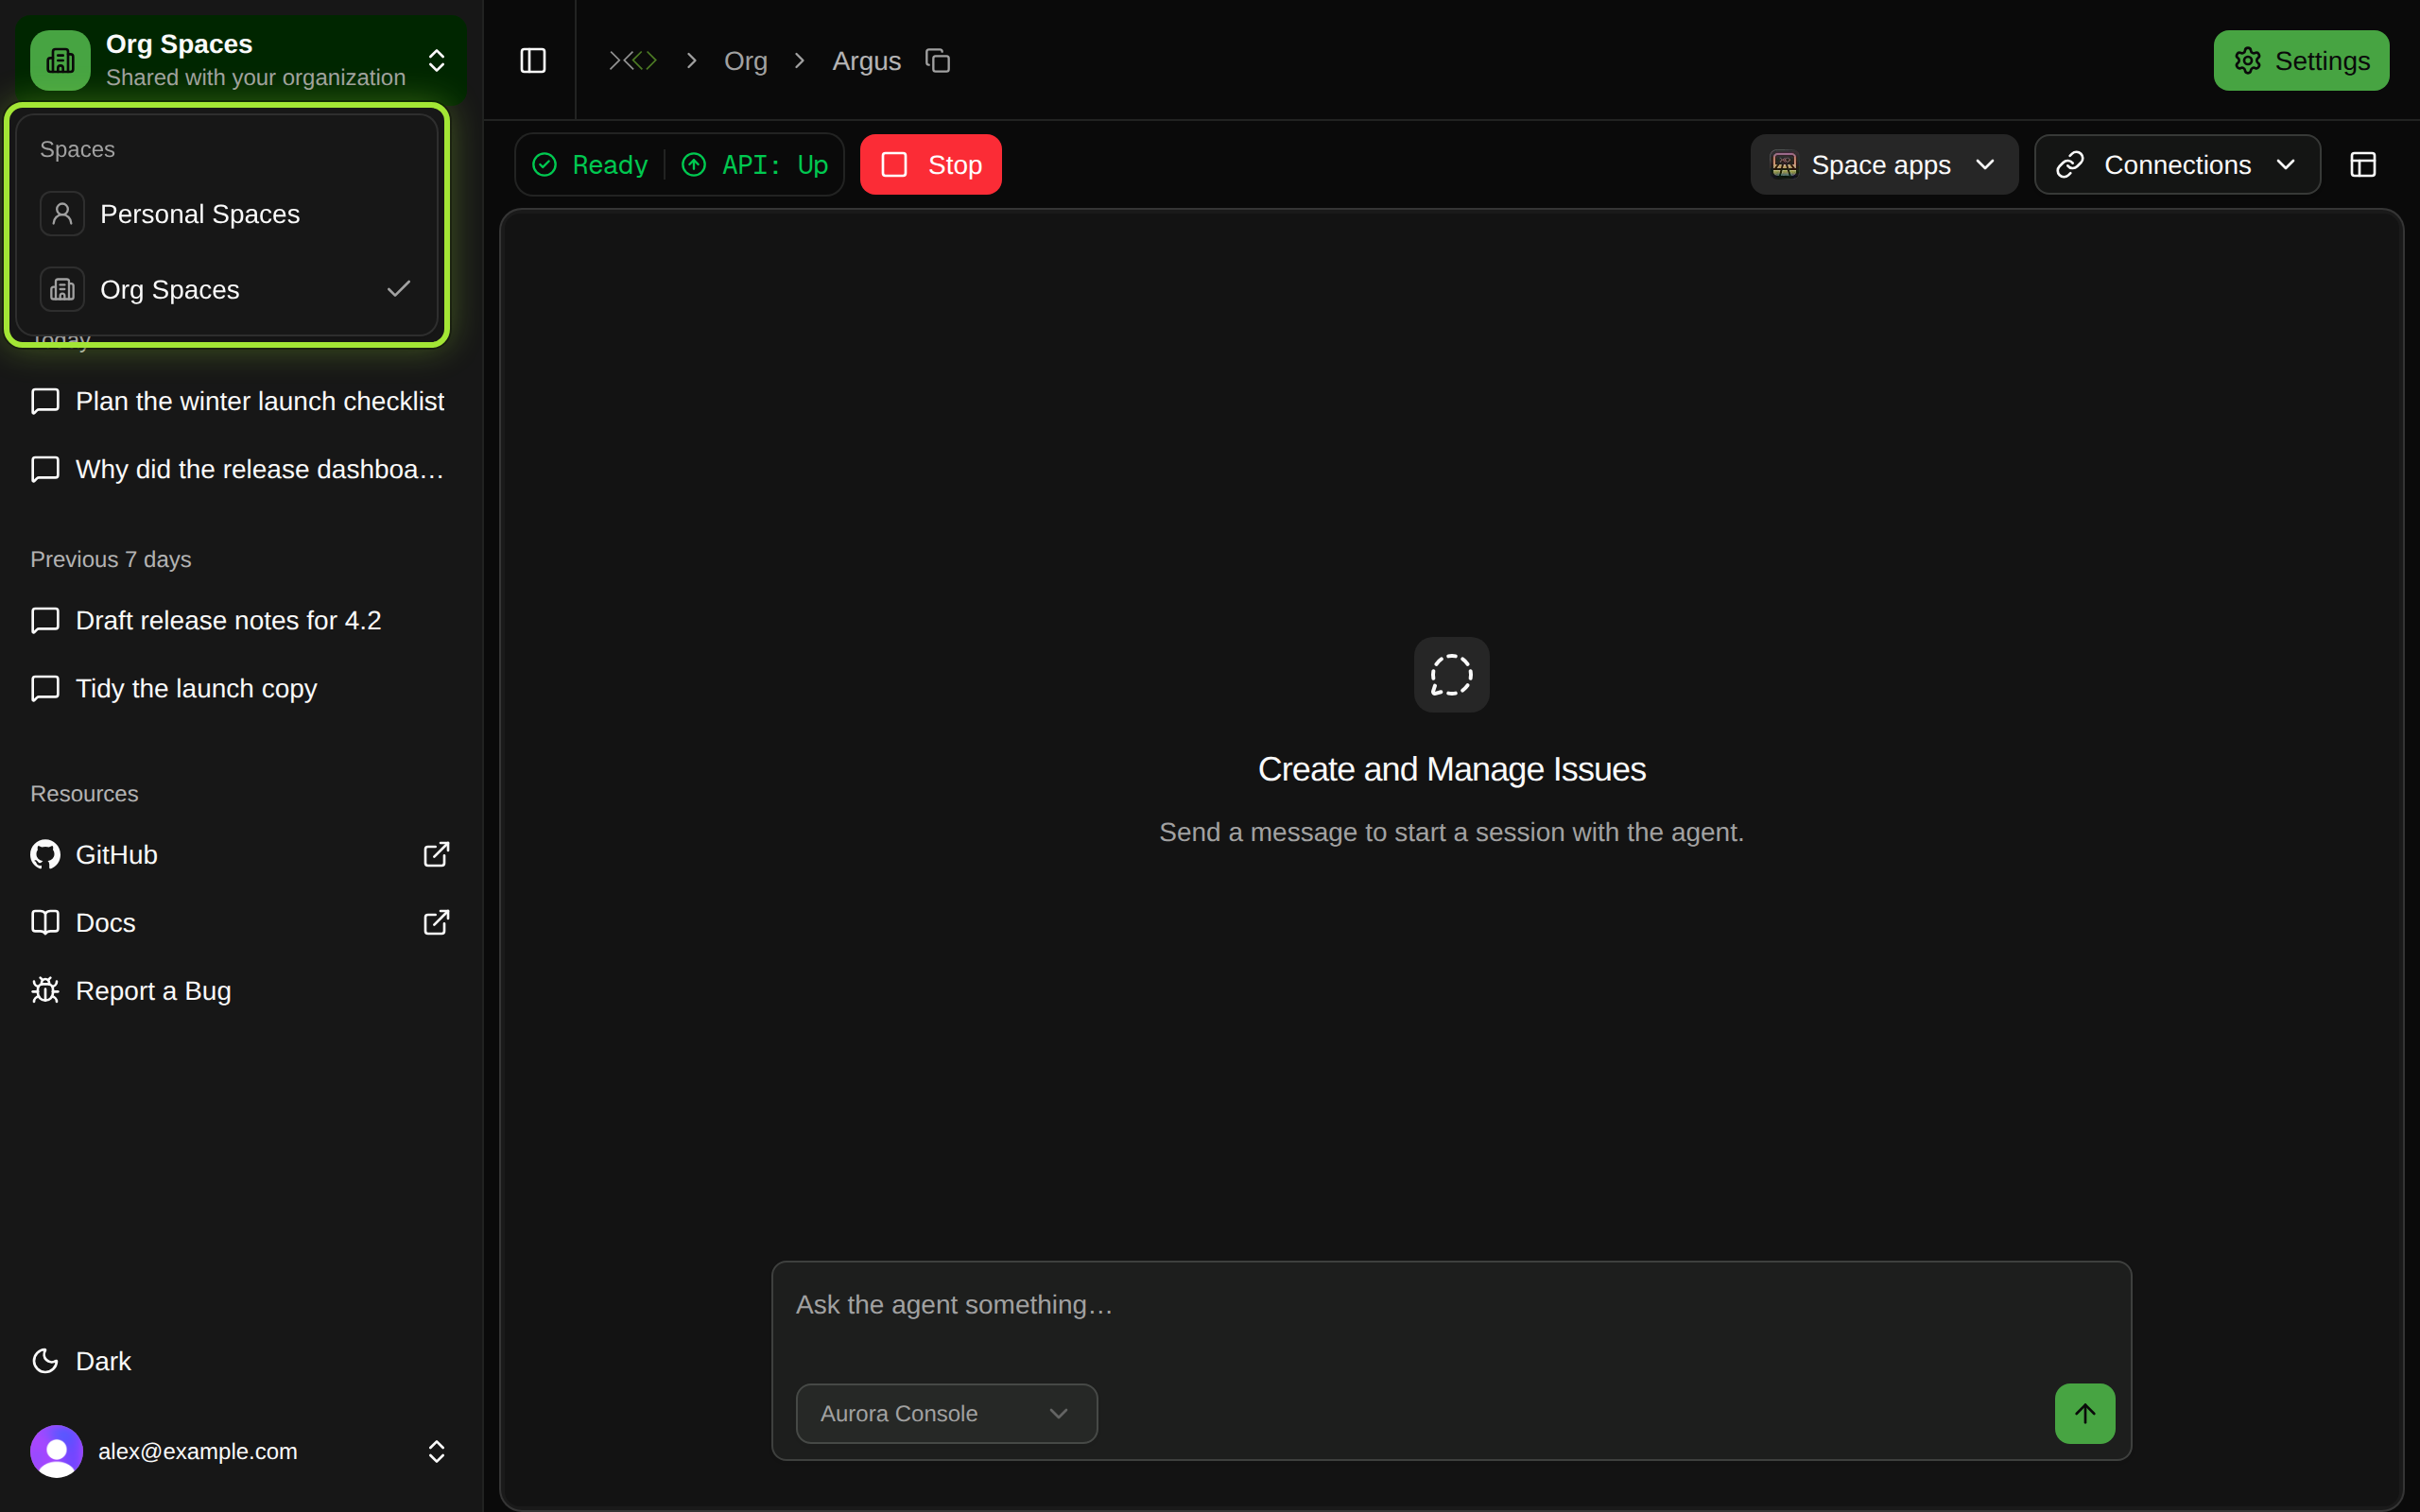 Org Spaces
Shared with your organization
Spaces
Personal Spaces
Org Spaces
Today
Plan the winter launch checklist
Why did the release dashboa…
Previous 7 days
Draft release notes for 4.2
Tidy the launch copy
Resources
GitHub
Docs
Report a Bug
Dark
alex@example.com
Org
Argus
Settings
Ready
API: Up
Stop
Space apps
Connections
Create and Manage Issues
Send a message to start a session with the agent.
Ask the agent something…
Aurora Console